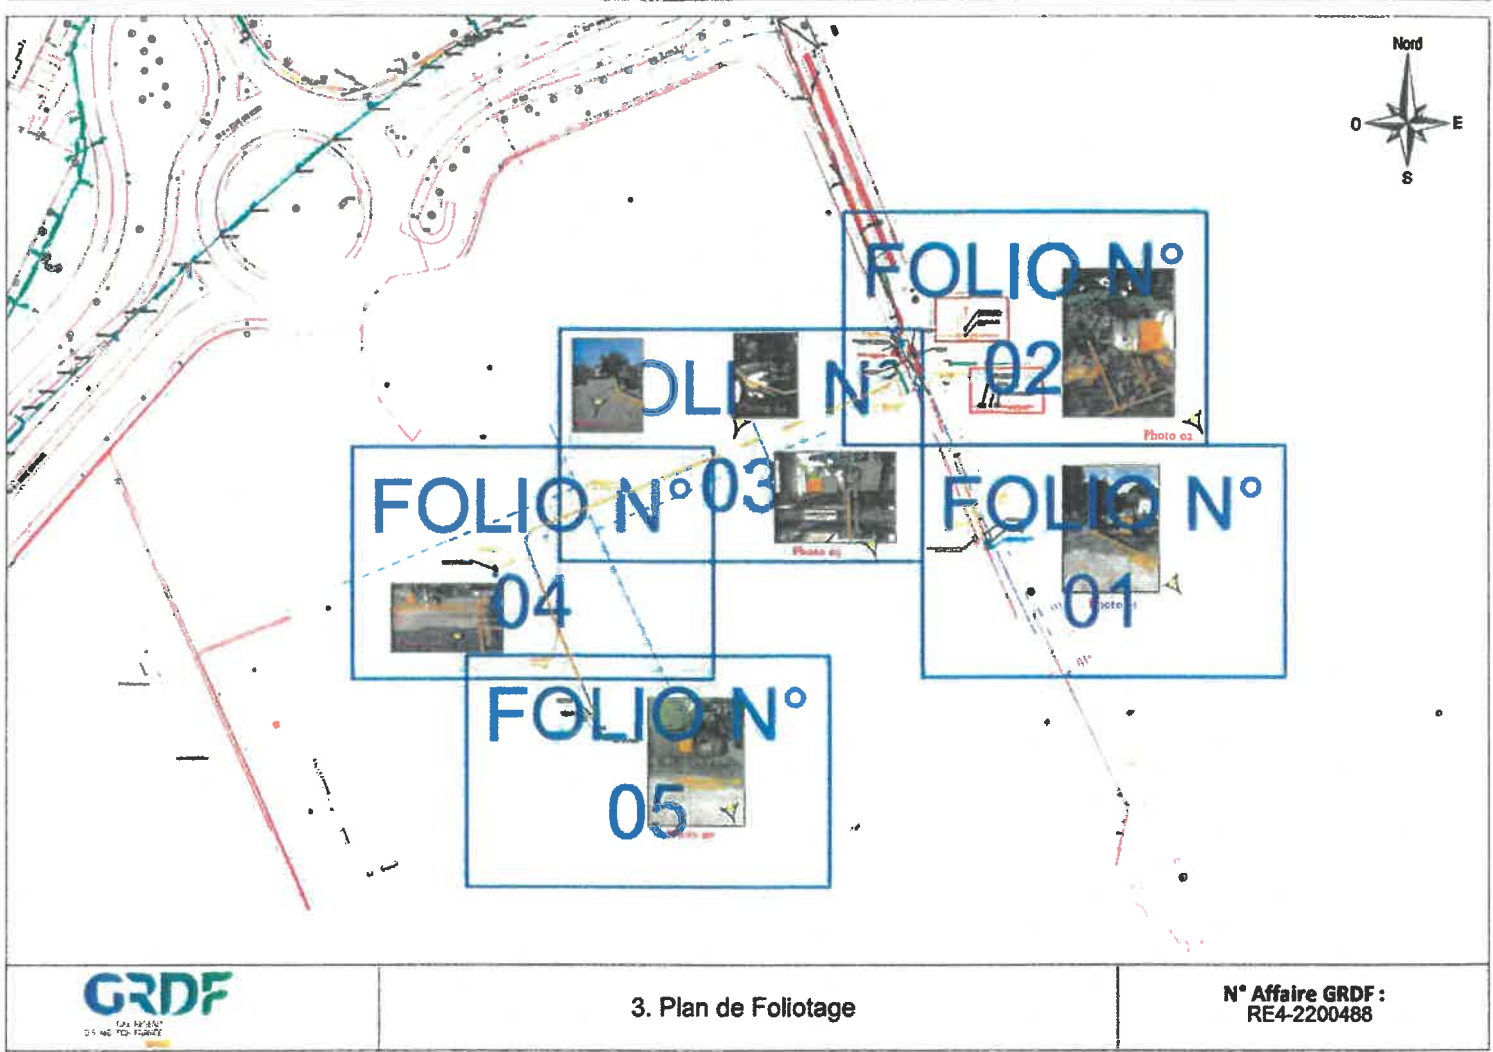 Nord
O
E
S
FOLIO N°
02
Photo 02
OLI N°
03
Photo 03
FOLIO N°
04
FOLIO N°
01
FOLIO N°
05
GRDF
3. Plan de Foliotage
N° Affaire GRDF :
RE4-2200488